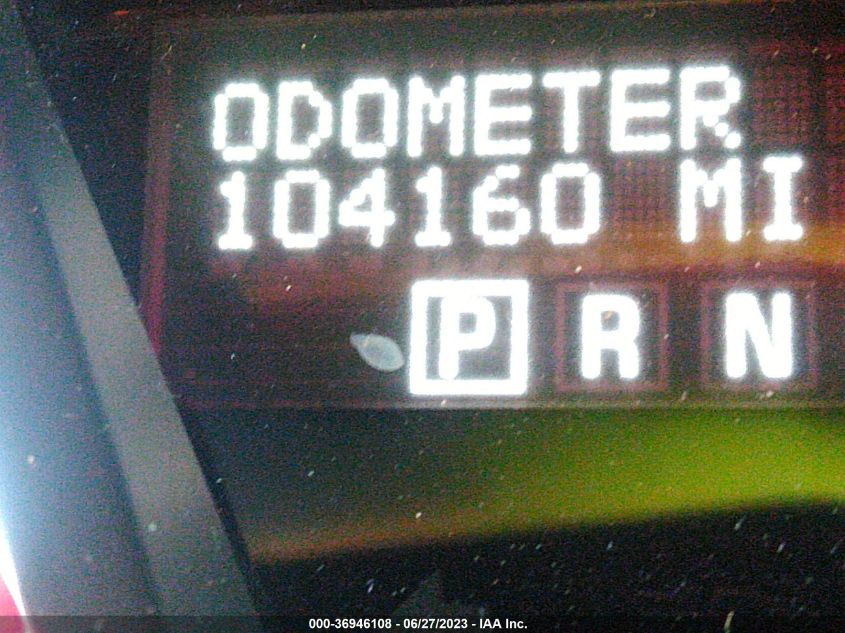 ODOMETER
104160 MI
P R N
000-36946108 - 06/27/2023 - IAA Inc.